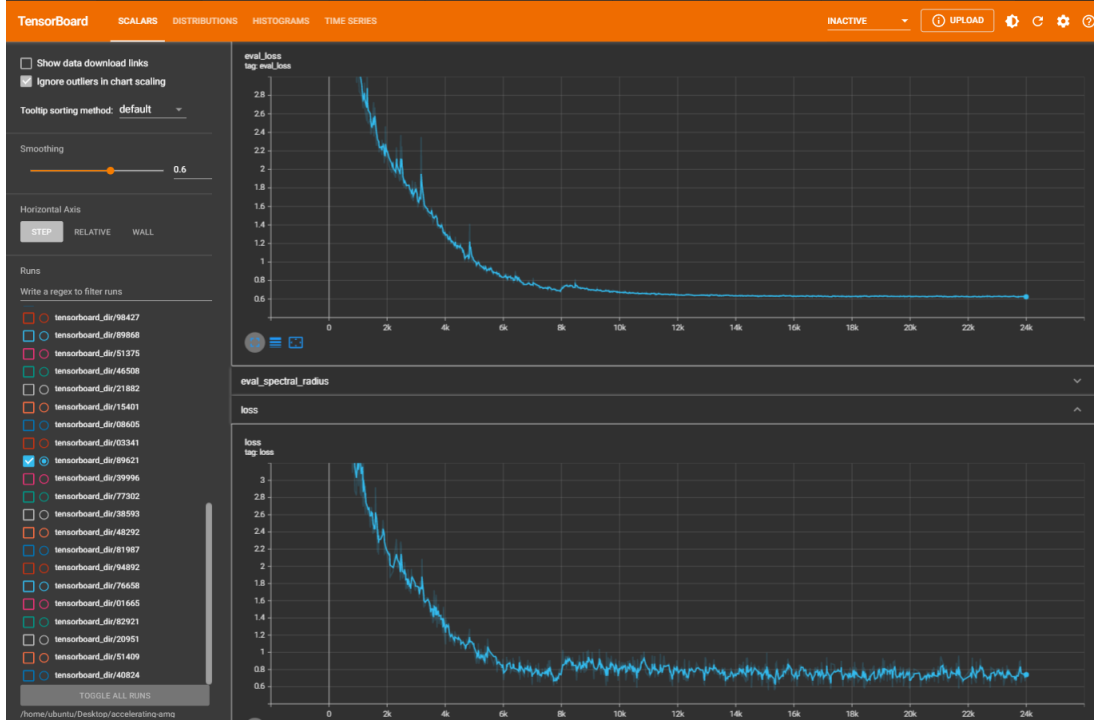 TensorBoard SCALARS DISTRIBUTIONS HISTOGRAMS TIME SERIES INACTIVE UPLOAD
Show data download links
Ignore outliers in chart scaling
Tooltip sorting method: default
Smoothing
0.6
Horizontal Axis
STEP RELATIVE WALL
Runs
Write a regex to filter runs
tensorboard_dir/98427
tensorboard_dir/89868
tensorboard_dir/51375
tensorboard_dir/46508
tensorboard_dir/21882
tensorboard_dir/15401
tensorboard_dir/08605
tensorboard_dir/03341
tensorboard_dir/89621
tensorboard_dir/39996
tensorboard_dir/77302
tensorboard_dir/38593
tensorboard_dir/48292
tensorboard_dir/81987
tensorboard_dir/94892
tensorboard_dir/76658
tensorboard_dir/01665
tensorboard_dir/82921
tensorboard_dir/20951
tensorboard_dir/51409
tensorboard_dir/40824
TOGGLE ALL RUNS
/home/ubuntu/Desktop/accelerating-amg
eval_loss
tag: eval_loss
2.8
2.6
2.4
2.2
2
1.8
1.6
1.4
1.2
1
0.8
0.6
0 2k 4k 6k 8k 10k 12k 14k 16k 18k 20k 22k 24k
eval_spectral_radius
loss
loss
tag: loss
3
2.8
2.6
2.4
2.2
2
1.8
1.6
1.4
1.2
1
0.8
0.6
0 2k 4k 6k 8k 10k 12k 14k 16k 18k 20k 22k 24k